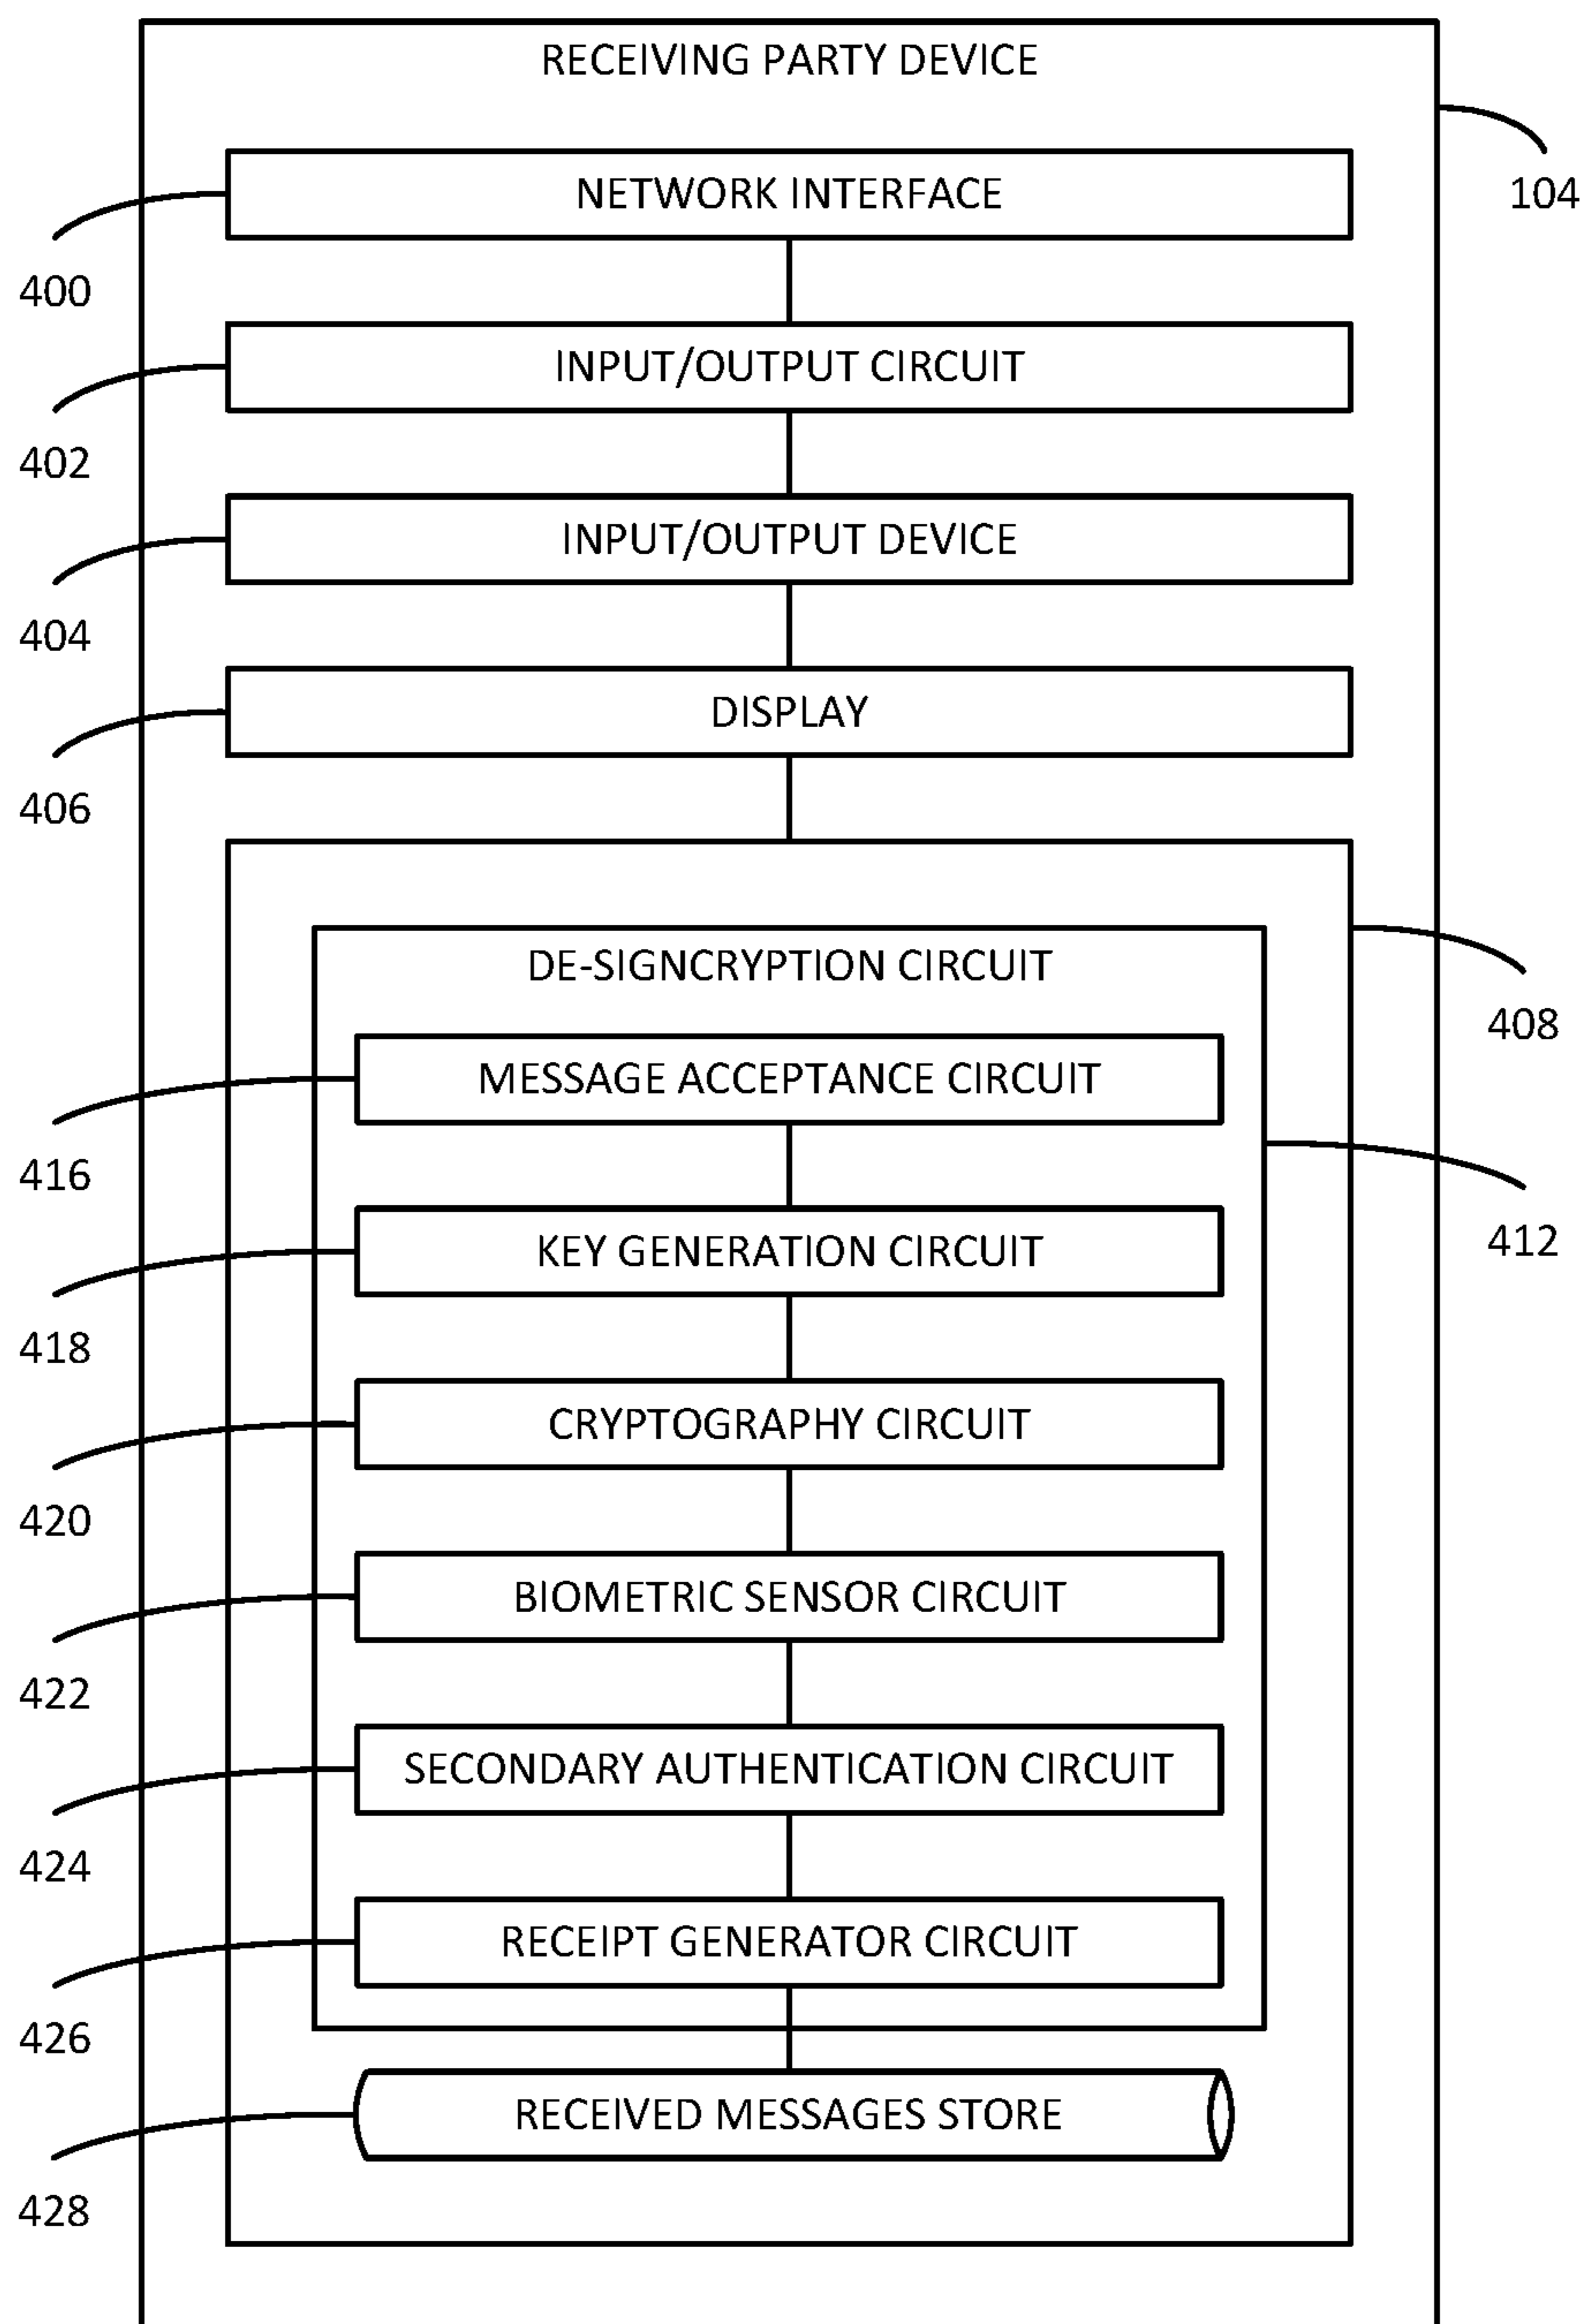 RECEIVING PARTY DEVICE
104
NETWORK INTERFACE
400
INPUT/OUTPUT CIRCUIT
402
INPUT/OUTPUT DEVICE
404
DISPLAY
406
408
DE-SIGNCRYPTION CIRCUIT
412
MESSAGE ACCEPTANCE CIRCUIT
416
KEY GENERATION CIRCUIT
418
CRYPTOGRAPHY CIRCUIT
420
BIOMETRIC SENSOR CIRCUIT
422
SECONDARY AUTHENTICATION CIRCUIT
424
RECEIPT GENERATOR CIRCUIT
426
RECEIVED MESSAGES STORE
428